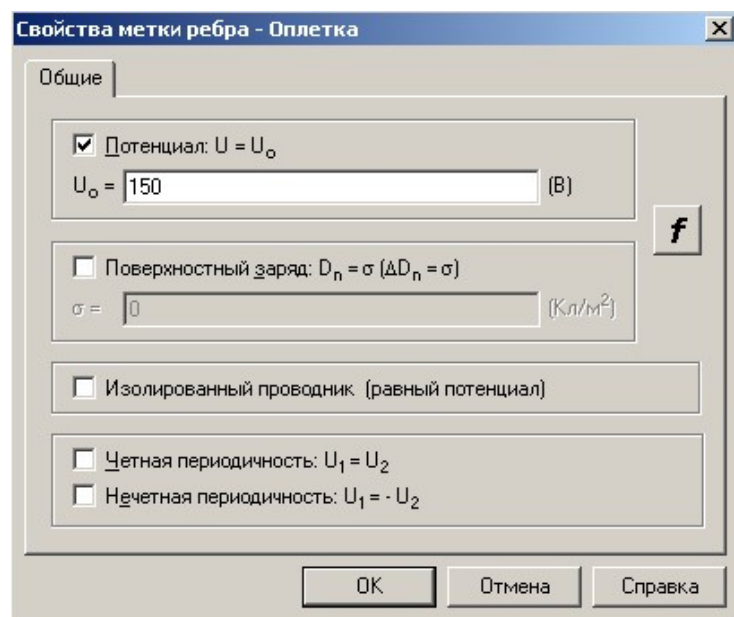 Свойства метки ребра - Оплетка
Общие
Потенциал: U = Uₒ
Uₒ = 150 (В)
f
Поверхностный заряд: Dₙ = σ (ΔDₙ = σ)
σ = 0 (Кл/м²)
Изолированный проводник (равный потенциал)
Четная периодичность: U₁ = U₂
Нечетная периодичность: U₁ = - U₂
OK Отмена Справка